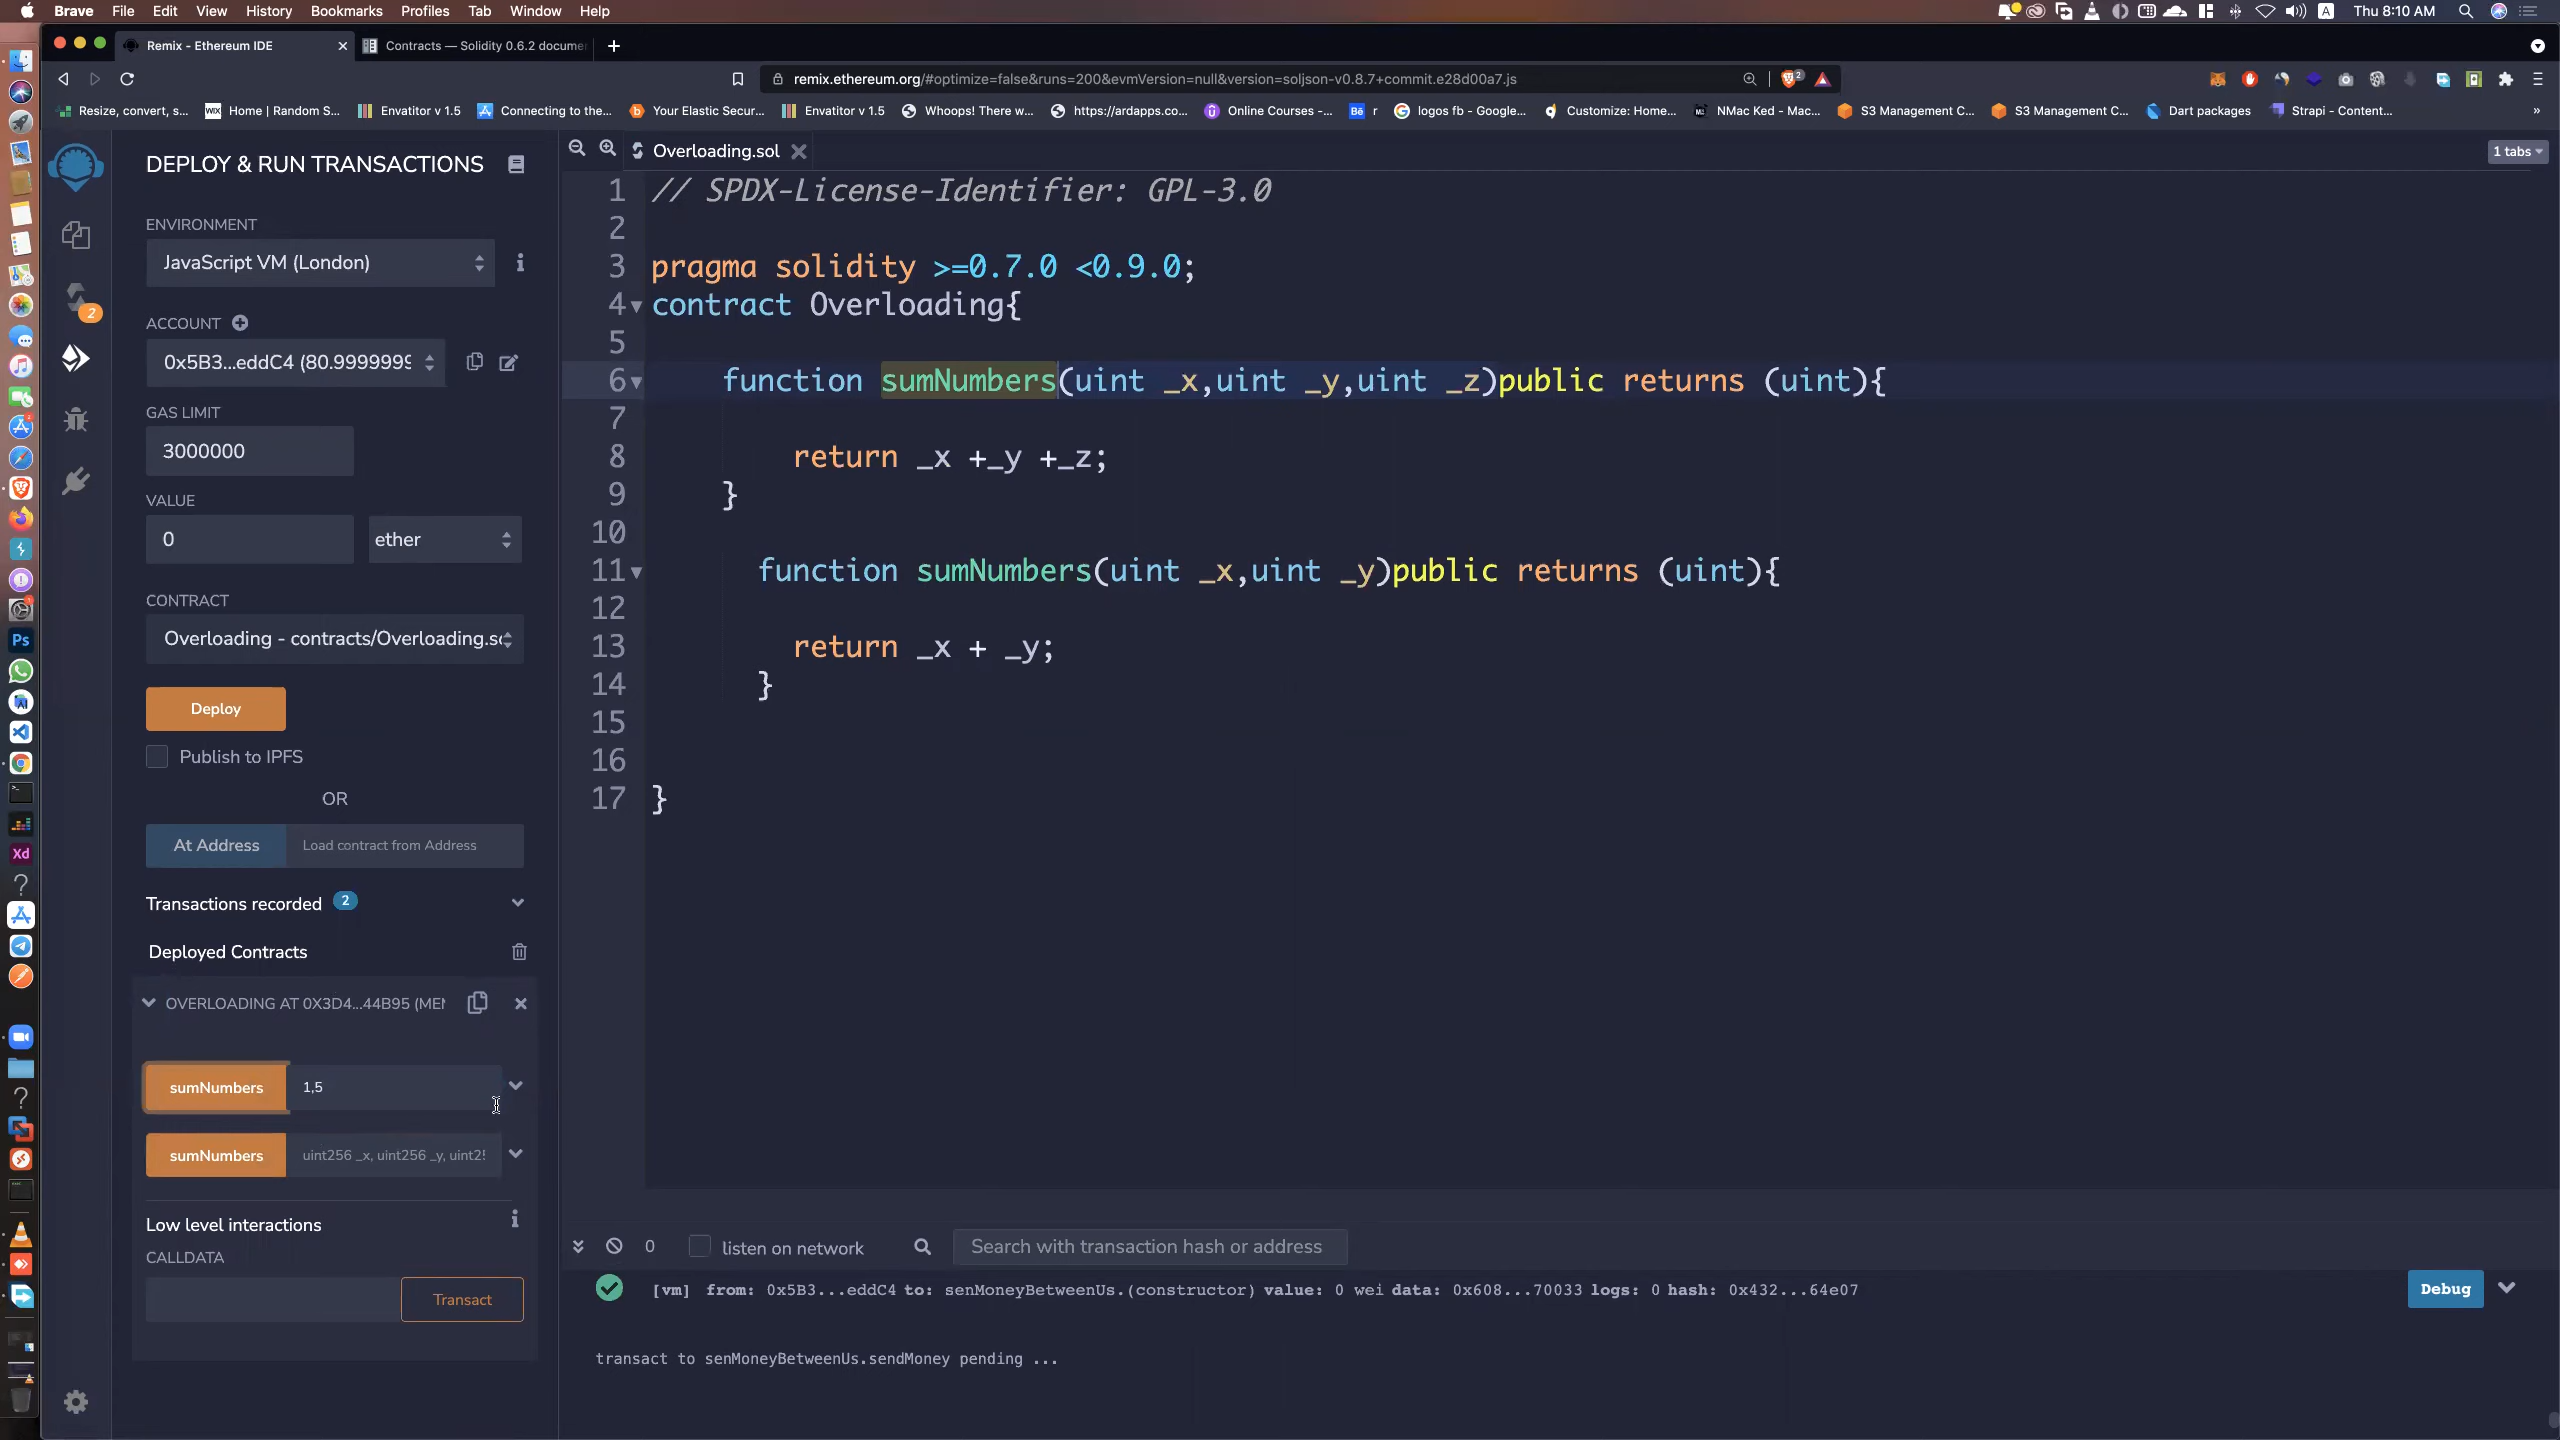 Brave File Edit View History Bookmarks Profiles Tab Window Help
A Thu 8:10 AM
Remix - Ethereum IDE
Contracts — Solidity 0.6.2 docume
remix.ethereum.org/#optimize=false&runs=200&evmVersion=null&version=soljson-v0.8.7+commit.e28d00a7.js
2
Resize, convert, s... WIX Home | Random S... Envatitor v 1.5 Connecting to the... Your Elastic Secur... Envatitor v 1.5 Whoops! There w... https://ardapps.co... Online Courses -... Bē r logos fb - Google... Customize: Home... NMac Ked - Mac... S3 Management C... S3 Management C... Dart packages Strapi - Content... »
DEPLOY & RUN TRANSACTIONS
Overloading.sol
1 tabs
ENVIRONMENT
JavaScript VM (London)
2
ACCOUNT
0x5B3...eddC4 (80.9999999
GAS LIMIT
3000000
VALUE
0
ether
CONTRACT
Overloading - contracts/Overloading.so
Deploy
Publish to IPFS
OR
At Address
Load contract from Address
Transactions recorded 2
Deployed Contracts
OVERLOADING AT 0X3D4...44B95 (MEM
sumNumbers
1,5
sumNumbers
uint256 _x, uint256 _y, uint25
Low level interactions
CALLDATA
Transact
1 // SPDX-License-Identifier: GPL-3.0
2
3 pragma solidity >=0.7.0 <0.9.0;
4 contract Overloading{
5
6 function sumNumbers(uint _x,uint _y,uint _z)public returns (uint){
7
8 return _x +_y +_z;
9 }
10
11 function sumNumbers(uint _x,uint _y)public returns (uint){
12
13 return _x + _y;
14 }
15
16
17 }
0
listen on network
Search with transaction hash or address
[vm] from: 0x5B3...eddC4 to: senMoneyBetweenUs.(constructor) value: 0 wei data: 0x608...70033 logs: 0 hash: 0x432...64e07
Debug
transact to senMoneyBetweenUs.sendMoney pending ...
Ps
Xd